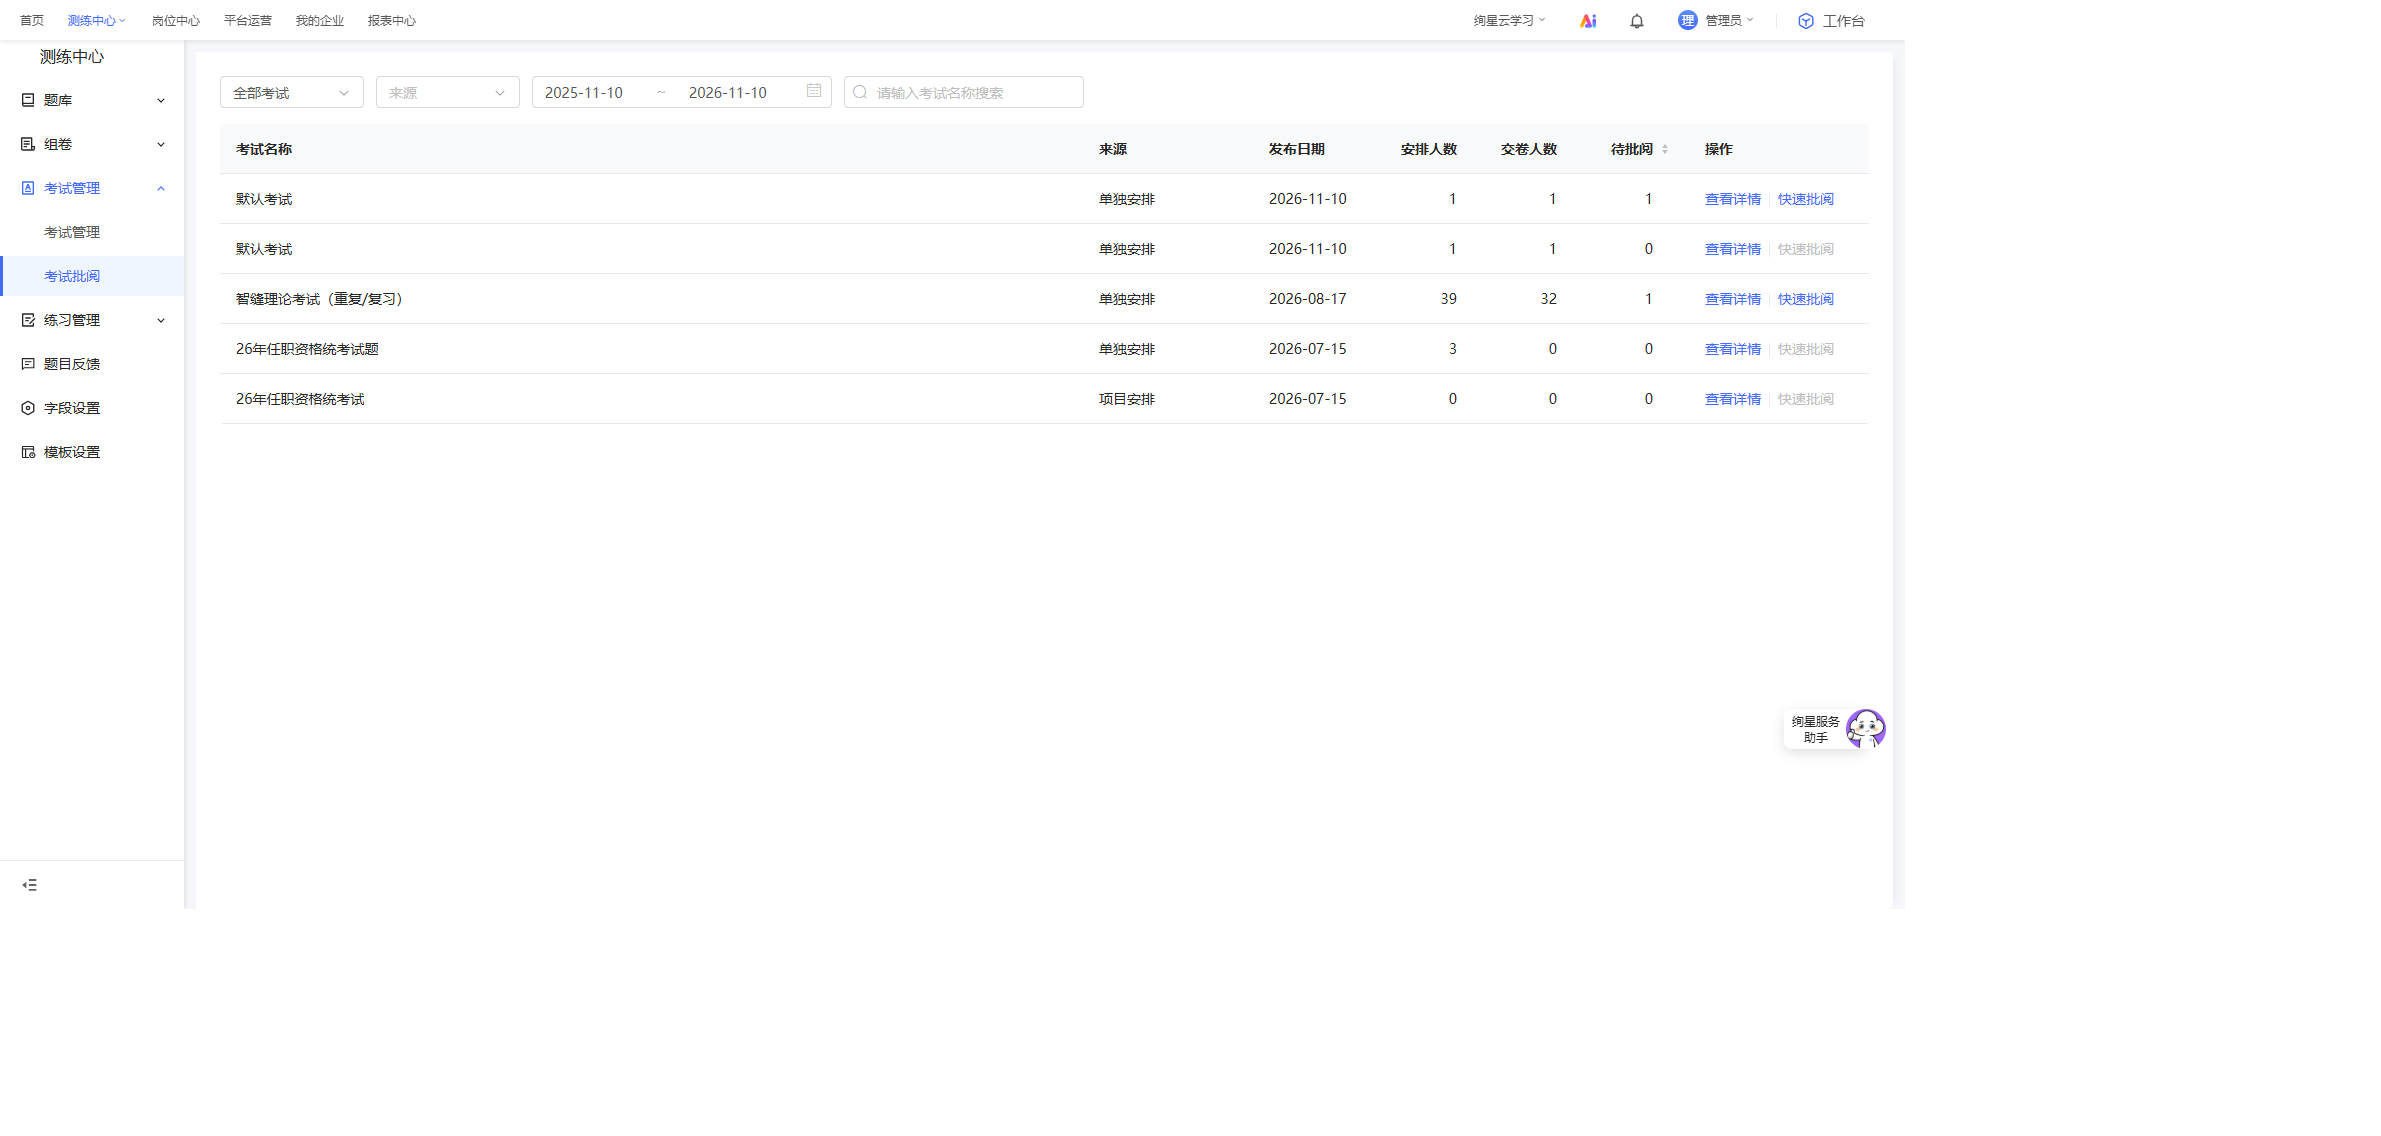 首页 测练中心 岗位中心 平台运营 我的企业 报表中心 绚星云学习 Ai 理 管理员 工作台
测练中心
题库
组卷
考试管理
考试管理
考试批阅
练习管理
题目反馈
字段设置
模板设置
全部考试 来源 2025-11-10 ~ 2026-11-10 请输入考试名称搜索
考试名称 来源 发布日期 安排人数 交卷人数 待批阅 操作
默认考试 单独安排 2026-11-10 1 1 1 查看详情 快速批阅
默认考试 单独安排 2026-11-10 1 1 0 查看详情 快速批阅
智缝理论考试（重复/复习） 单独安排 2026-08-17 39 32 1 查看详情 快速批阅
26年任职资格统考试题 单独安排 2026-07-15 3 0 0 查看详情 快速批阅
26年任职资格统考试 项目安排 2026-07-15 0 0 0 查看详情 快速批阅
绚星服务
助手